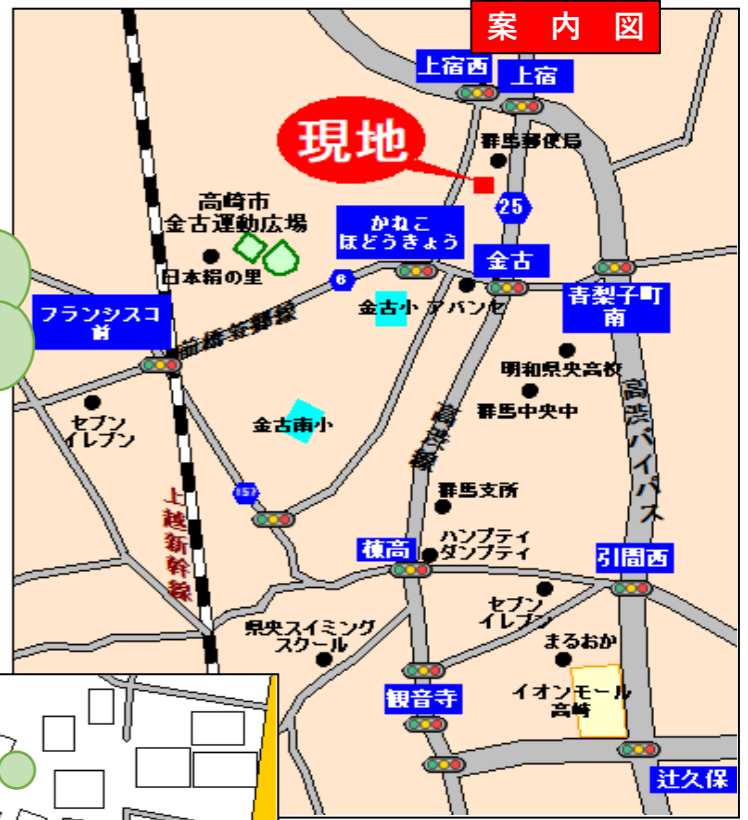 案内図
上宿西
上宿
群馬郵便局
現地
25
高崎市
金古運動広場
かねこ
ほどうきょう
金古
日本絹の里
6
金古小
アバンセ
青梨子町
南
フランシスコ
前
前橋安中線
明和県央高校
群馬中央中
高渋バイパス
セブン
イレブン
金古南小
高渋線
群馬支所
157
上越新幹線
ハンプティ
ダンプティ
棟高
引間西
セブン
イレブン
県央スイミング
スクール
まるおか
イオンモール
高崎
観音寺
辻久保